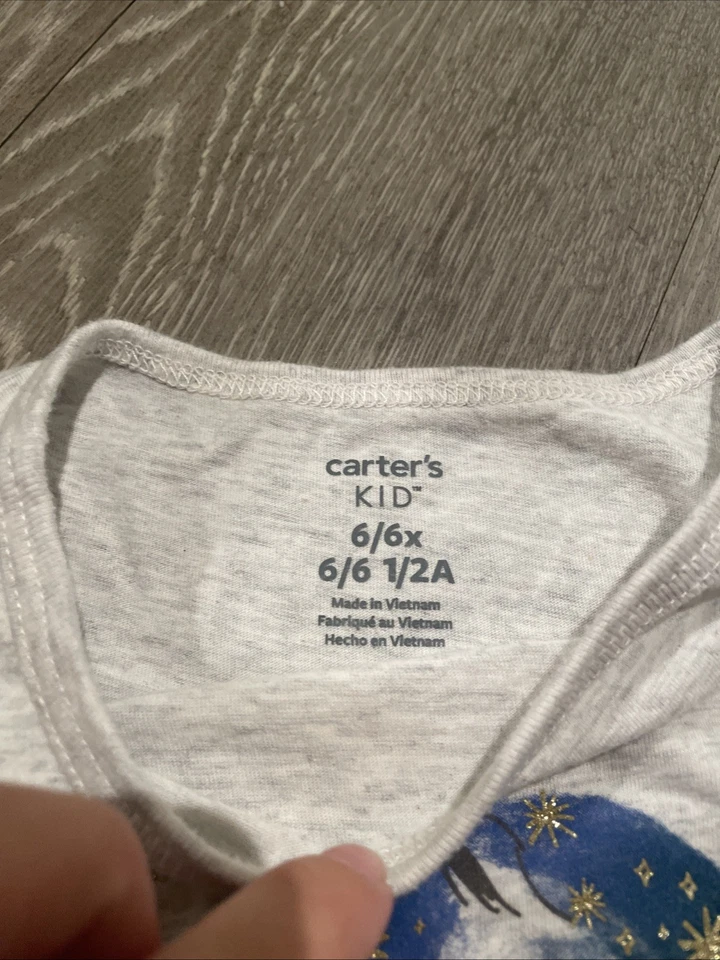 carter's
KID™
6/6x
6/6 1/2A
Made in Vietnam
Fabriqué au Vietnam
Hecho en Vietnam